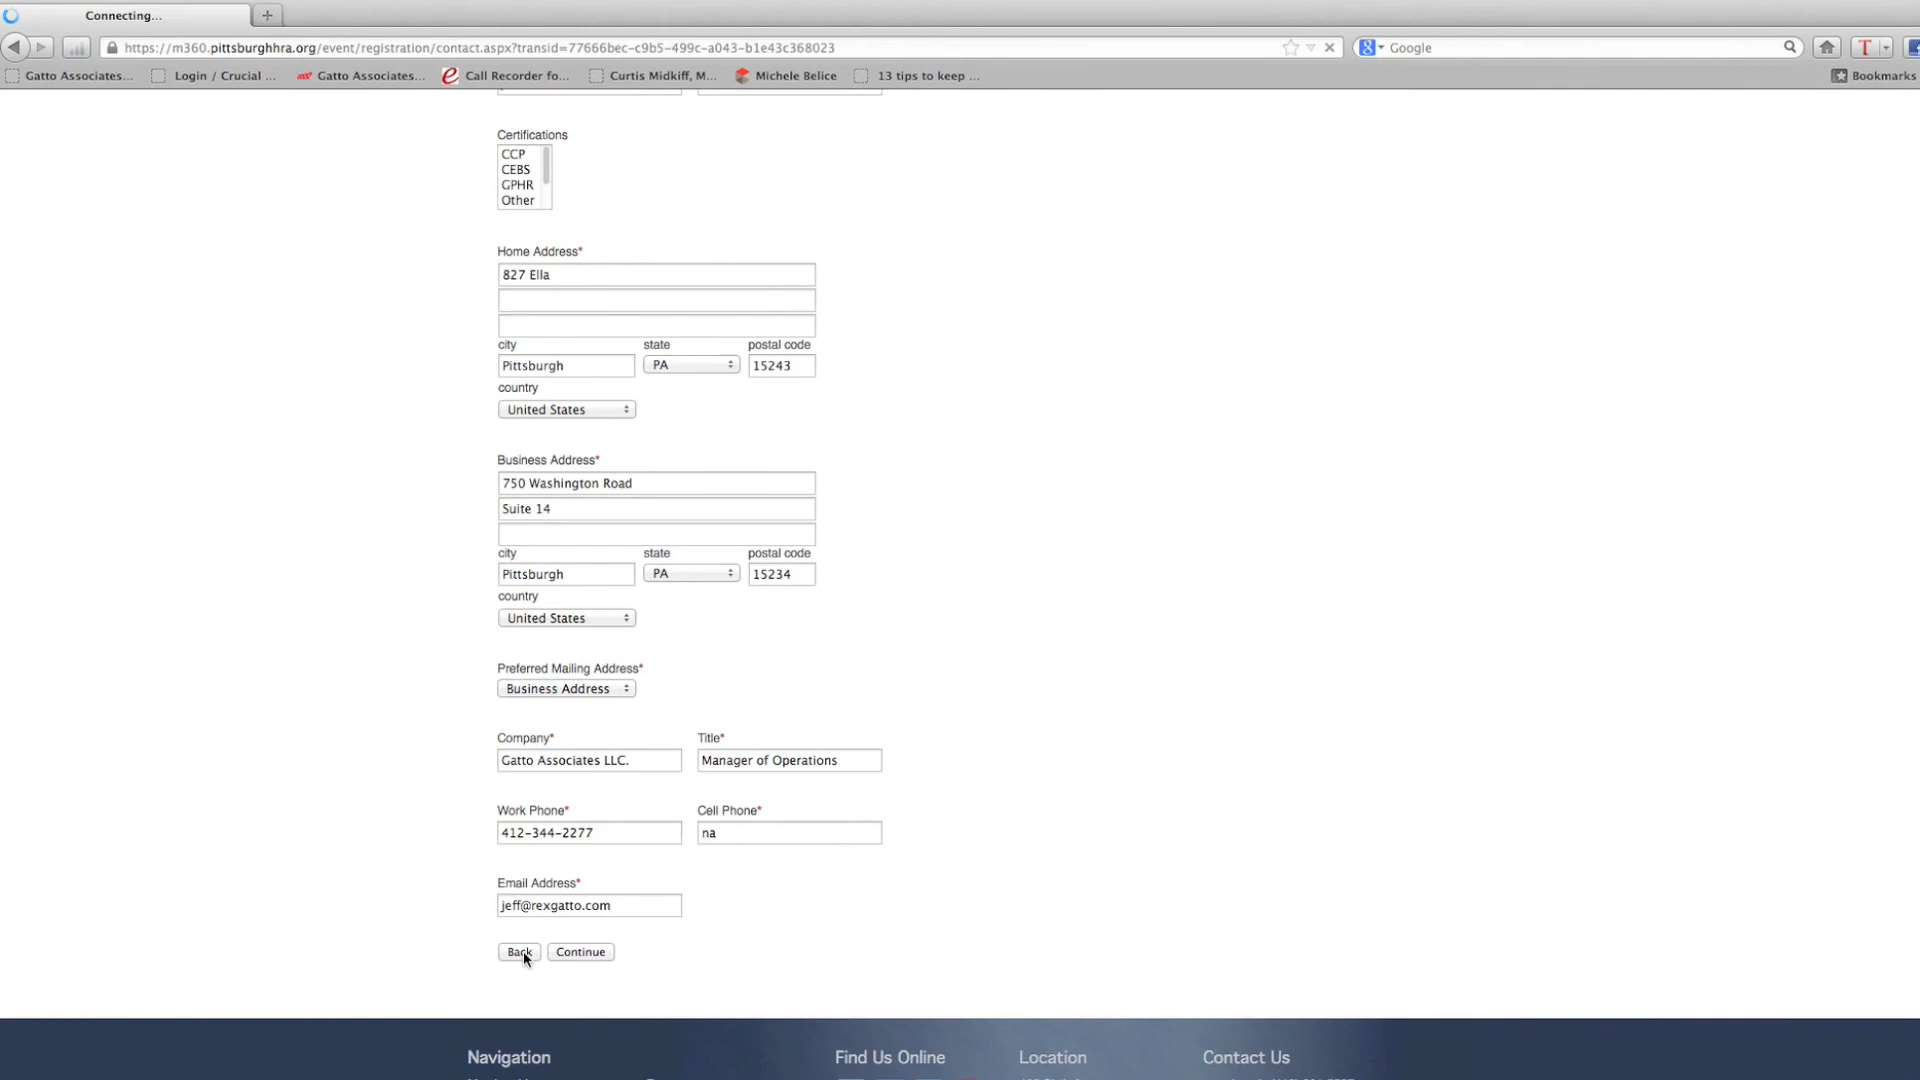 Connecting...
https://m360.pittsburghhra.org/event/registration/contact.aspx?transid=77666bec-c9b5-499c-a043-b1e43c368023
Google
Gatto Associates... Login / Crucial ... Gatto Associates... Call Recorder fo... Curtis Midkiff, M... Michele Belice 13 tips to keep ... Bookmarks
Certifications
CCP
CEBS
GPHR
Other
Home Address*
827 Ella
city state postal code
Pittsburgh PA 15243
country
United States
Business Address*
750 Washington Road
Suite 14
city state postal code
Pittsburgh PA 15234
country
United States
Preferred Mailing Address*
Business Address
Company* Title*
Gatto Associates LLC. Manager of Operations
Work Phone* Cell Phone*
412-344-2277 na
Email Address*
jeff@rexgatto.com
Back Continue
Navigation Find Us Online Location Contact Us